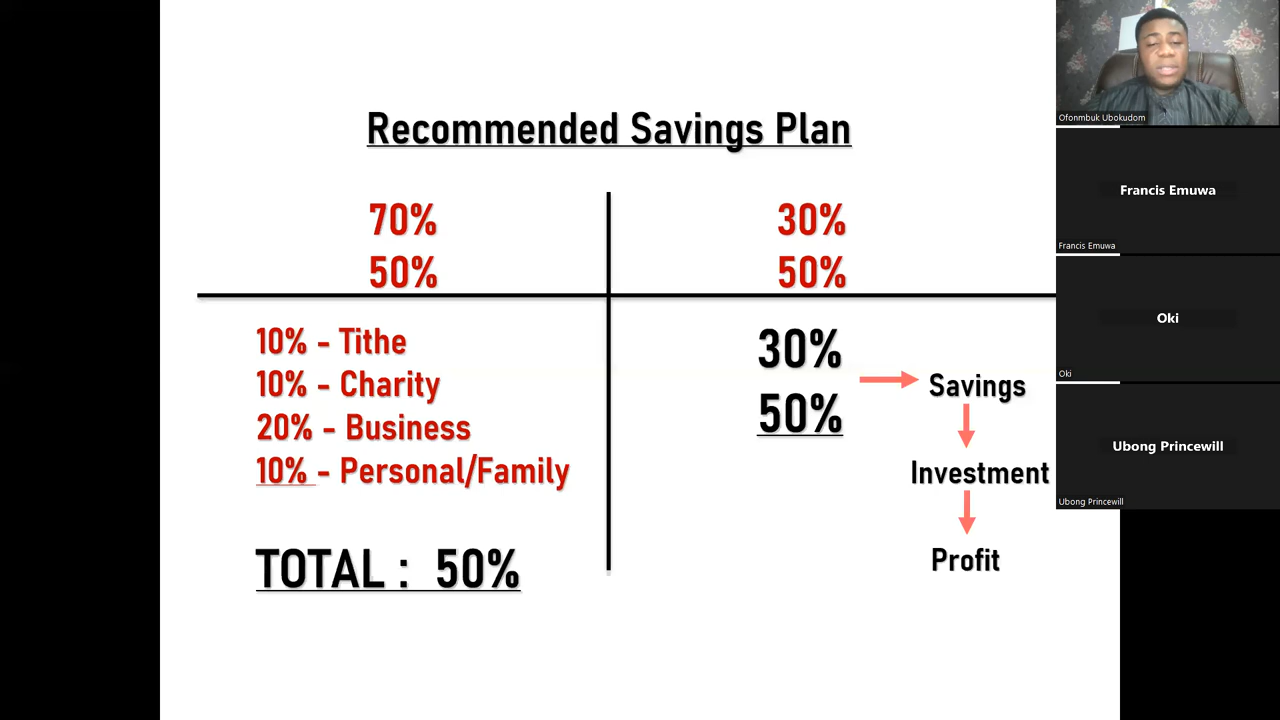 Recommended Savings Plan
70%
30%
50%
50%
10% - Tithe
10% - Charity
20% - Business
10% - Personal/Family
TOTAL : 50%
30%
50%
Savings
Investment
Profit
Ofonmbuk Ubokudom
Francis Emuwa
Francis Emuwa
Oki
Oki
Ubong Princewill
Ubong Princewill